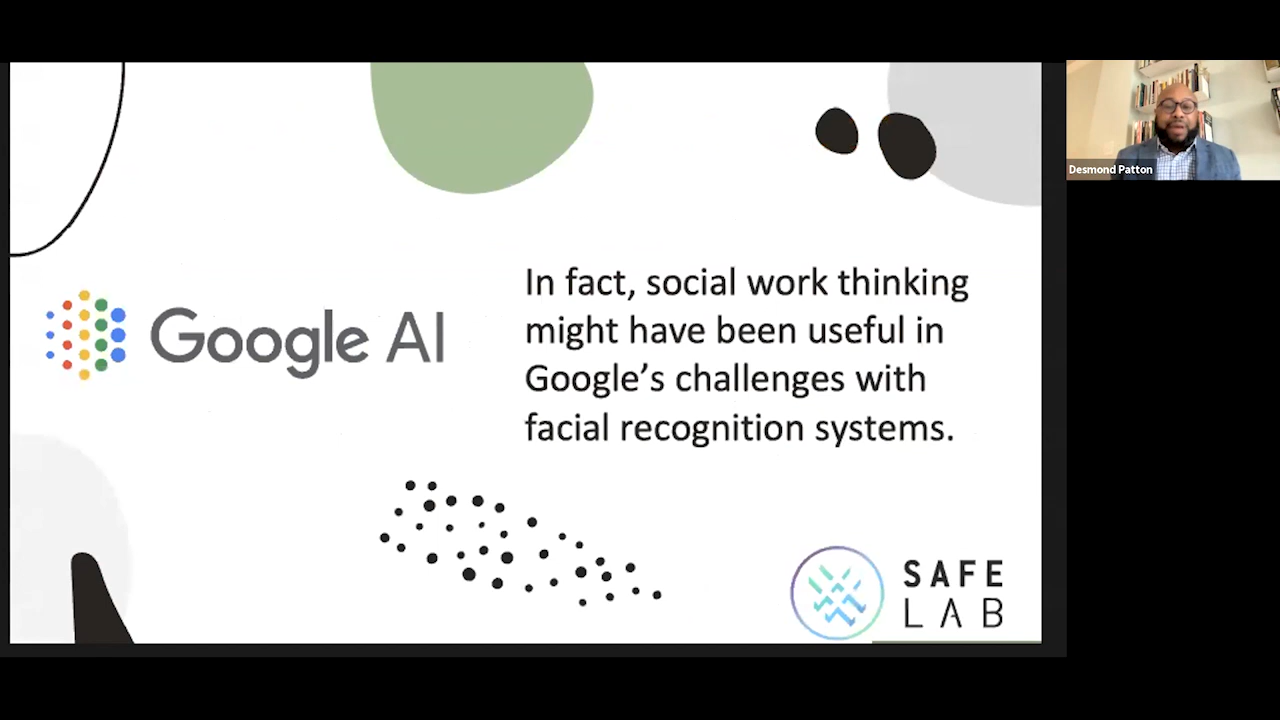 Google AI
In fact, social work thinking
might have been useful in
Google's challenges with
facial recognition systems.
SAFE
LAB
Desmond Patton